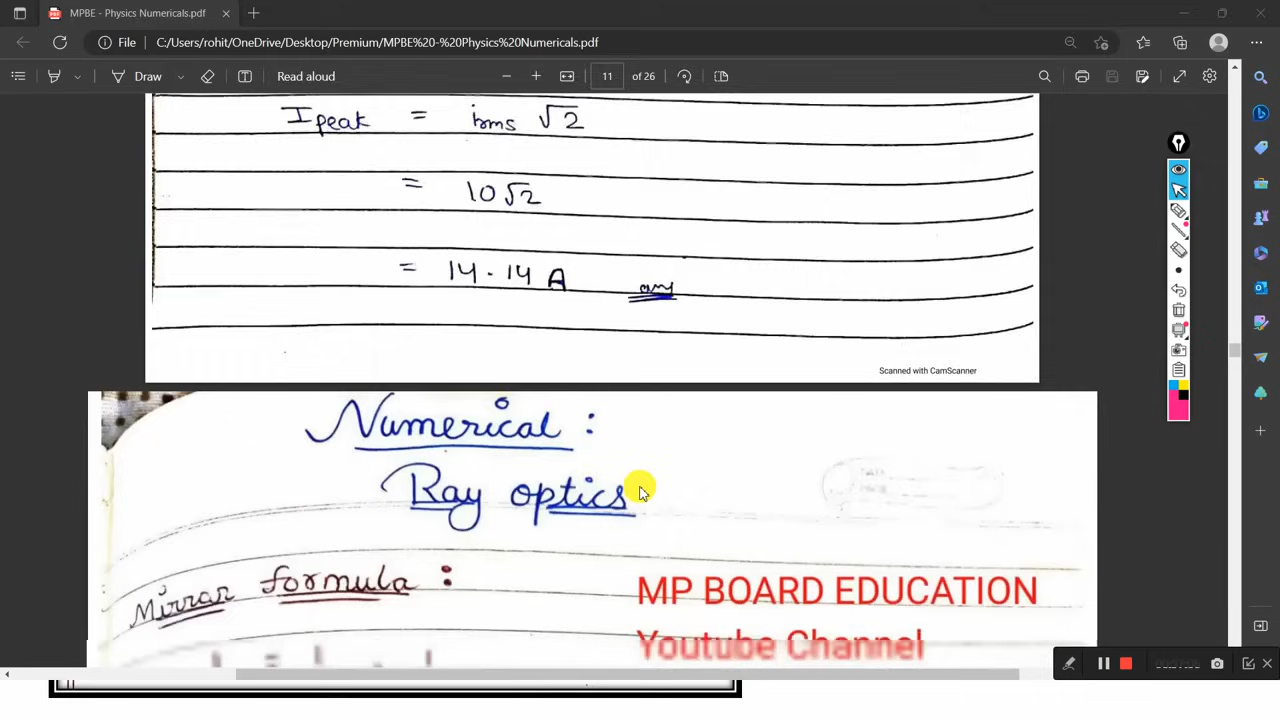 MPBE - Physics Numericals.pdf
File C:/Users/rohit/OneDrive/Desktop/Premium/MPBE%20-%20Physics%20Numericals.pdf
Draw Read aloud 11 of 26
I peak = irms √2
= 10√2
= 14.14 A
Scanned with CamScanner
Numerical :
Ray optics
Mirrar formula :
MP BOARD EDUCATION
Youtube Channel